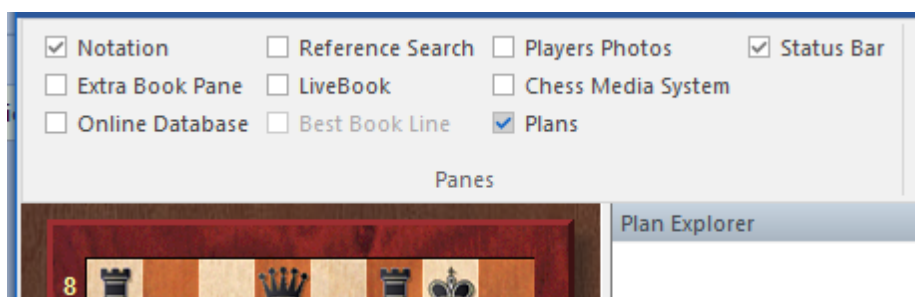 Notation Reference Search Players Photos Status Bar
Extra Book Pane LiveBook Chess Media System
Online Database Best Book Line Plans
Panes
Plan Explorer
8